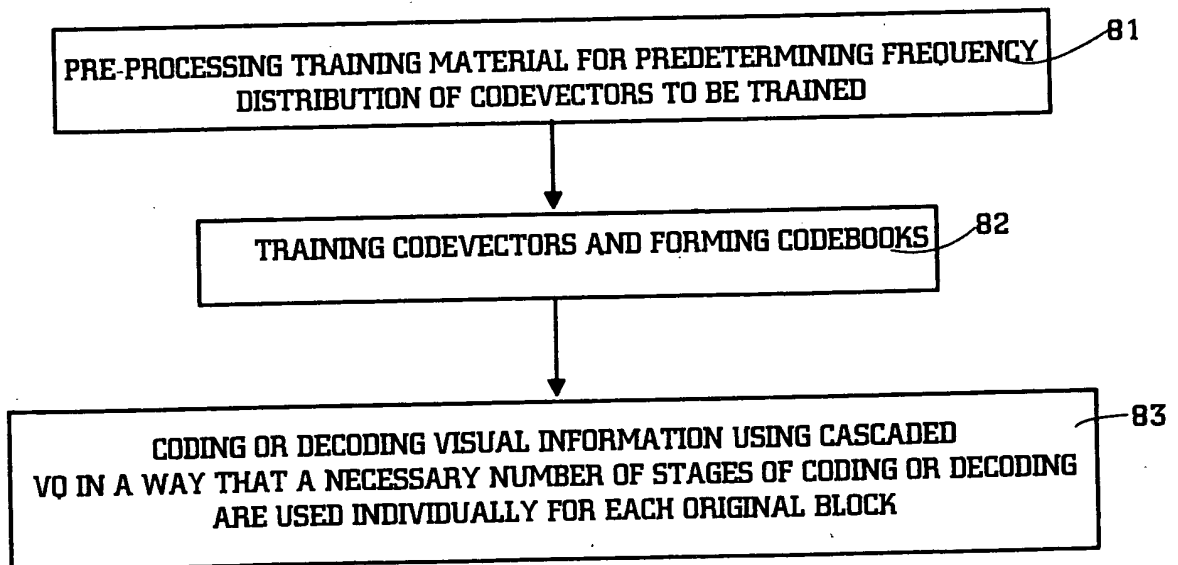 PRE-PROCESSING TRAINING MATERIAL FOR PREDETERMINING FREQUENCY
DISTRIBUTION OF CODEVECTORS TO BE TRAINED
81
TRAINING CODEVECTORS AND FORMING CODEBOOKS
82
CODING OR DECODING VISUAL INFORMATION USING CASCADED
VQ IN A WAY THAT A NECESSARY NUMBER OF STAGES OF CODING OR DECODING
ARE USED INDIVIDUALLY FOR EACH ORIGINAL BLOCK
83